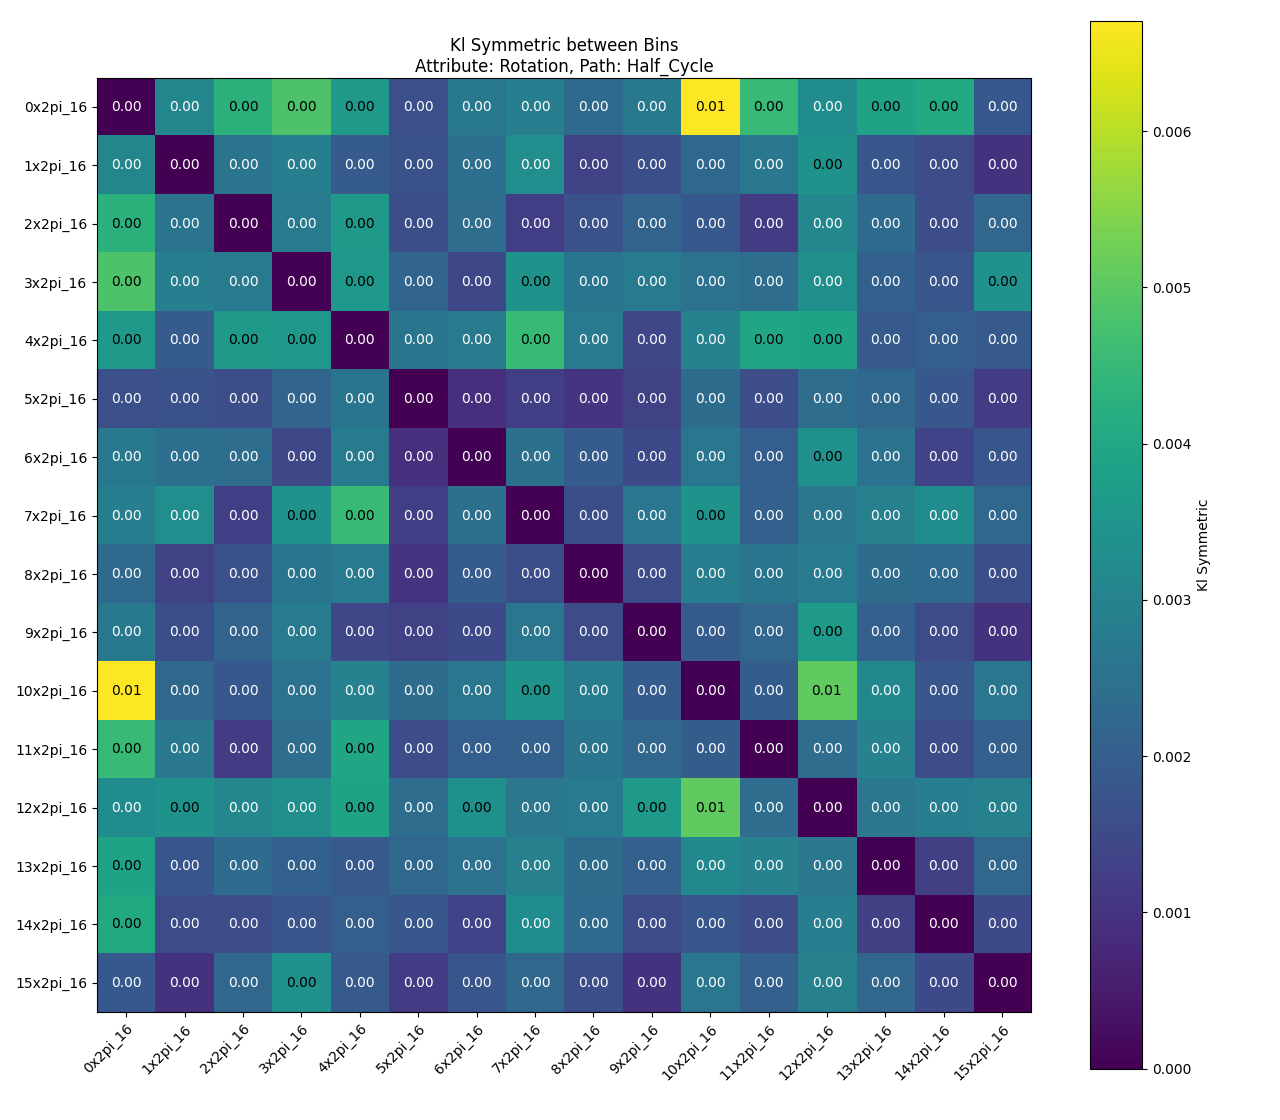 Kl Symmetric between Bins
Attribute: Rotation, Path: Half_Cycle
0x2pi_16 0.00 0.00 0.00 0.00 0.00 0.00 0.00 0.00 0.00 0.00 0.01 0.00 0.00 0.00 0.00 0.00
1x2pi_16 0.00 0.00 0.00 0.00 0.00 0.00 0.00 0.00 0.00 0.00 0.00 0.00 0.00 0.00 0.00 0.00
2x2pi_16 0.00 0.00 0.00 0.00 0.00 0.00 0.00 0.00 0.00 0.00 0.00 0.00 0.00 0.00 0.00 0.00
3x2pi_16 0.00 0.00 0.00 0.00 0.00 0.00 0.00 0.00 0.00 0.00 0.00 0.00 0.00 0.00 0.00 0.00
4x2pi_16 0.00 0.00 0.00 0.00 0.00 0.00 0.00 0.00 0.00 0.00 0.00 0.00 0.00 0.00 0.00 0.00
5x2pi_16 0.00 0.00 0.00 0.00 0.00 0.00 0.00 0.00 0.00 0.00 0.00 0.00 0.00 0.00 0.00 0.00
6x2pi_16 0.00 0.00 0.00 0.00 0.00 0.00 0.00 0.00 0.00 0.00 0.00 0.00 0.00 0.00 0.00 0.00
7x2pi_16 0.00 0.00 0.00 0.00 0.00 0.00 0.00 0.00 0.00 0.00 0.00 0.00 0.00 0.00 0.00 0.00
8x2pi_16 0.00 0.00 0.00 0.00 0.00 0.00 0.00 0.00 0.00 0.00 0.00 0.00 0.00 0.00 0.00 0.00
9x2pi_16 0.00 0.00 0.00 0.00 0.00 0.00 0.00 0.00 0.00 0.00 0.00 0.00 0.00 0.00 0.00 0.00
10x2pi_16 0.01 0.00 0.00 0.00 0.00 0.00 0.00 0.00 0.00 0.00 0.00 0.00 0.01 0.00 0.00 0.00
11x2pi_16 0.00 0.00 0.00 0.00 0.00 0.00 0.00 0.00 0.00 0.00 0.00 0.00 0.00 0.00 0.00 0.00
12x2pi_16 0.00 0.00 0.00 0.00 0.00 0.00 0.00 0.00 0.00 0.00 0.01 0.00 0.00 0.00 0.00 0.00
13x2pi_16 0.00 0.00 0.00 0.00 0.00 0.00 0.00 0.00 0.00 0.00 0.00 0.00 0.00 0.00 0.00 0.00
14x2pi_16 0.00 0.00 0.00 0.00 0.00 0.00 0.00 0.00 0.00 0.00 0.00 0.00 0.00 0.00 0.00 0.00
15x2pi_16 0.00 0.00 0.00 0.00 0.00 0.00 0.00 0.00 0.00 0.00 0.00 0.00 0.00 0.00 0.00 0.00
0x2pi_16 1x2pi_16 2x2pi_16 3x2pi_16 4x2pi_16 5x2pi_16 6x2pi_16 7x2pi_16 8x2pi_16 9x2pi_16 10x2pi_16 11x2pi_16 12x2pi_16 13x2pi_16 14x2pi_16 15x2pi_16
0.006
0.005
0.004
0.003
0.002
0.001
0.000
Kl Symmetric